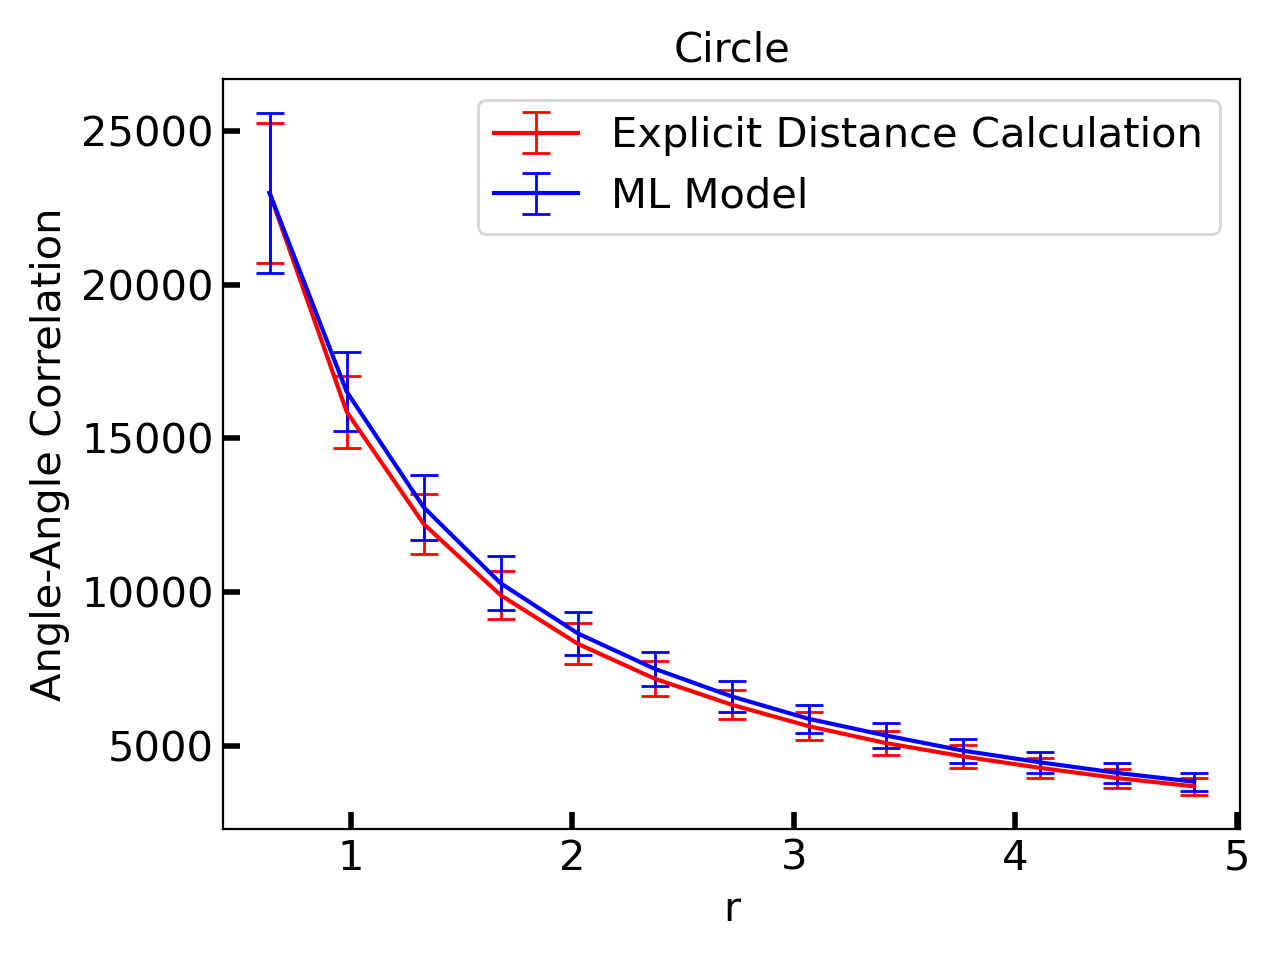 Circle
Explicit Distance Calculation
ML Model
Angle-Angle Correlation
25000
20000
15000
10000
5000
1 2 3 4 5
r